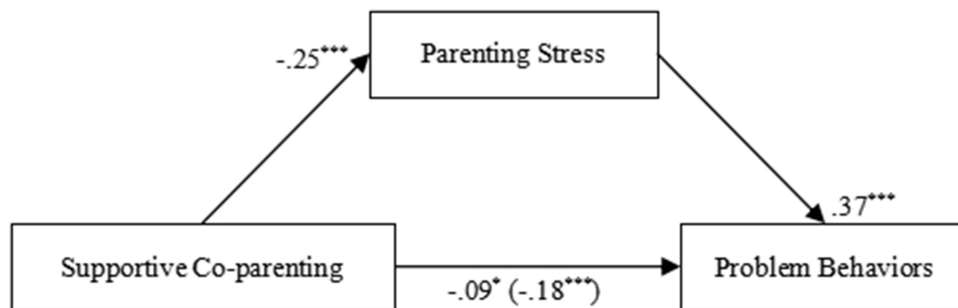 -.25***
Parenting Stress
.37***
Supportive Co-parenting
-.09* (-.18***)
Problem Behaviors